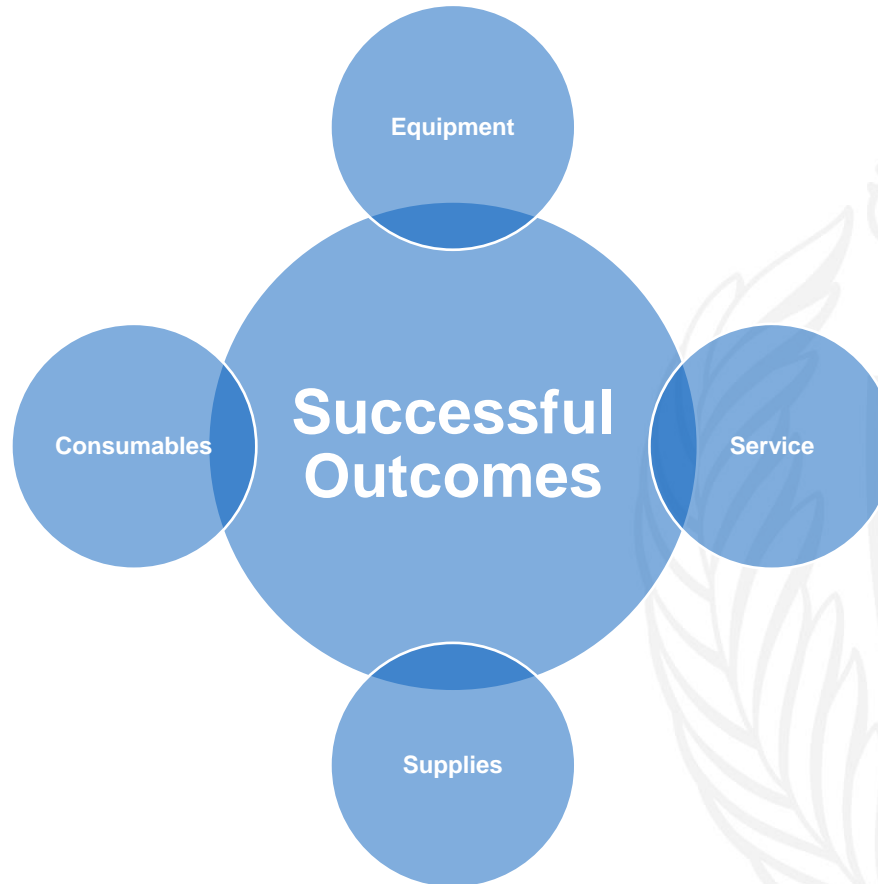 Equipment
Successful
Outcomes
Consumables
Service
Supplies